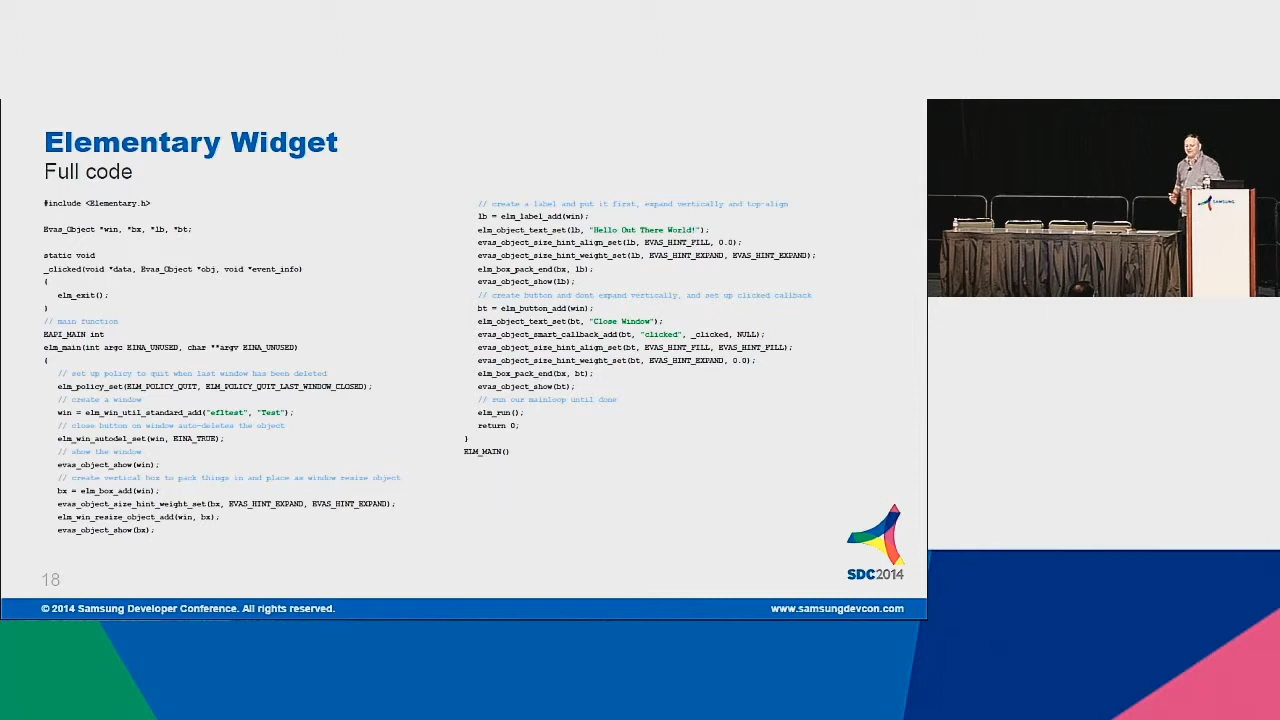 Elementary Widget
Full code
#include <Elementary.h>
Evas_Object *win, *bx, *lb, *bt;
static void
_clicked(void *data, Evas_Object *obj, void *event_info)
{
elm_exit();
}
// main function
EAPI_MAIN int
elm_main(int argc EINA_UNUSED, char **argv EINA_UNUSED)
{
// set up policy to quit when last window has been deleted
elm_policy_set(ELM_POLICY_QUIT, ELM_POLICY_QUIT_LAST_WINDOW_CLOSED);
// create a window
win = elm_win_util_standard_add("efltest", "Test");
// close button on window auto-deletes the object
elm_win_autodel_set(win, EINA_TRUE);
// show the window
evas_object_show(win);
// create vertical box to pack things in and place as window resize object
bx = elm_box_add(win);
evas_object_size_hint_weight_set(bx, EVAS_HINT_EXPAND, EVAS_HINT_EXPAND);
elm_win_resize_object_add(win, bx);
evas_object_show(bx);
// create a label and put it first, expand vertically and top-align
lb = elm_label_add(win);
elm_object_text_set(lb, "Hello Out There World!");
evas_object_size_hint_align_set(lb, EVAS_HINT_FILL, 0.0);
evas_object_size_hint_weight_set(lb, EVAS_HINT_EXPAND, EVAS_HINT_EXPAND);
elm_box_pack_end(bx, lb);
evas_object_show(lb);
// create button and dont expand vertically, and set up clicked callback
bt = elm_button_add(win);
elm_object_text_set(bt, "Close Window");
evas_object_smart_callback_add(bt, "clicked", _clicked, NULL);
evas_object_size_hint_align_set(bt, EVAS_HINT_FILL, EVAS_HINT_FILL);
evas_object_size_hint_weight_set(bt, EVAS_HINT_EXPAND, 0.0);
elm_box_pack_end(bx, bt);
evas_object_show(bt);
// run our mainloop until done
elm_run();
return 0;
}
ELM_MAIN()
18
SDC2014
© 2014 Samsung Developer Conference. All rights reserved.
www.samsungdevcon.com
SAMSUNG